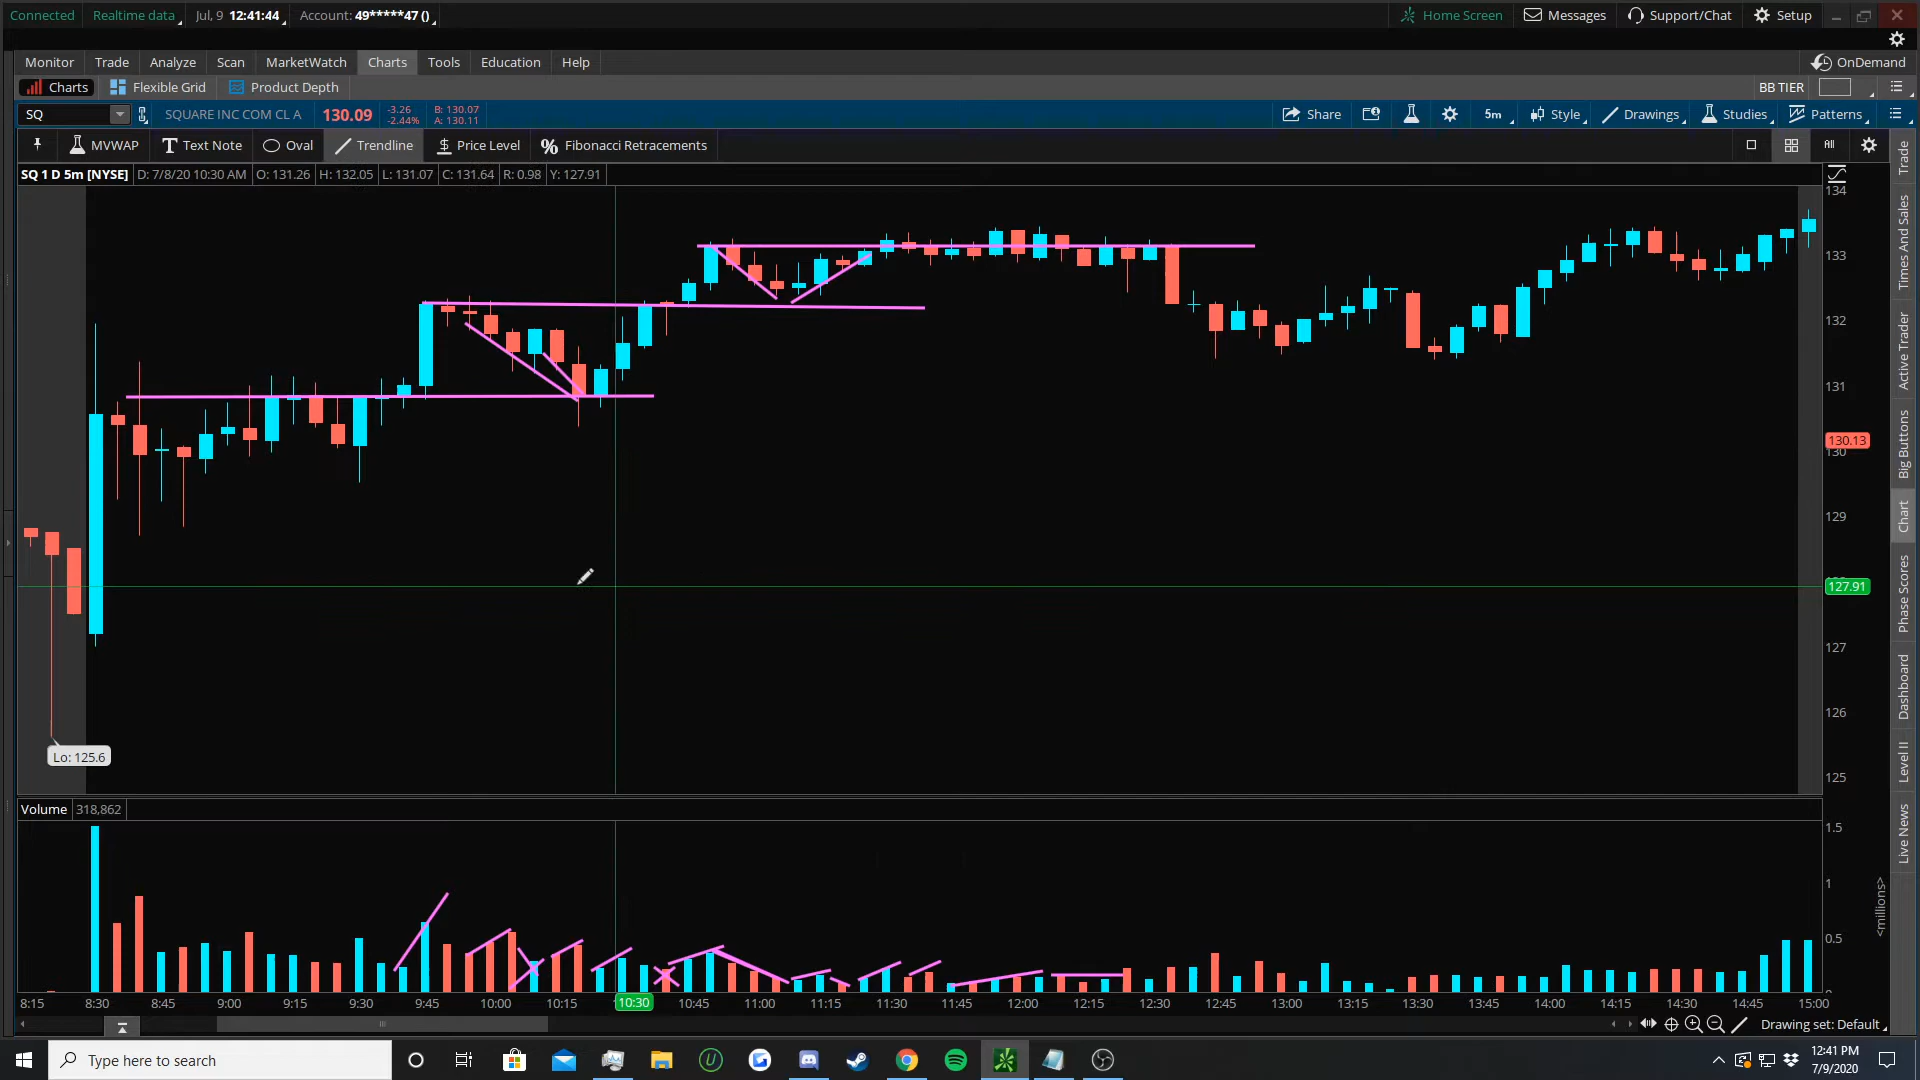 Connected Realtime data Jul, 9 12:41:44 Account: 49*****47 () Home Screen Messages Support/Chat Setup
Monitor Trade Analyze Scan MarketWatch Charts Tools Education Help OnDemand
Charts Flexible Grid Product Depth BB TIER
SQ SQUARE INC COM CL A 130.09 -3.26 B: 130.07 Share 5m Style Drawings Studies Patterns
-2.44% A: 130.11
MVWAP Text Note Oval Trendline $ Price Level % Fibonacci Retracements All
SQ 1 D 5m [NYSE] D: 7/8/20 10:30 AM O: 131.26 H: 132.05 L: 131.07 C: 131.64 R: 0.98 Y: 127.91
134
133
132
131
130.13
130
129
127.91
127
126
125
Lo: 125.6
Trade
Times And Sales
Active Trader
Big Buttons
Chart
Phase Scores
Dashboard
Level II
Live News
Volume 318,862
1.5
1
0.5
0
<millions>
8:15 8:30 8:45 9:00 9:15 9:30 9:45 10:00 10:15 10:30 10:45 11:00 11:15 11:30 11:45 12:00 12:15 12:30 12:45 13:00 13:15 13:30 13:45 14:00 14:15 14:30 14:45 15:00
Drawing set: Default
Type here to search
12:41 PM
7/9/2020